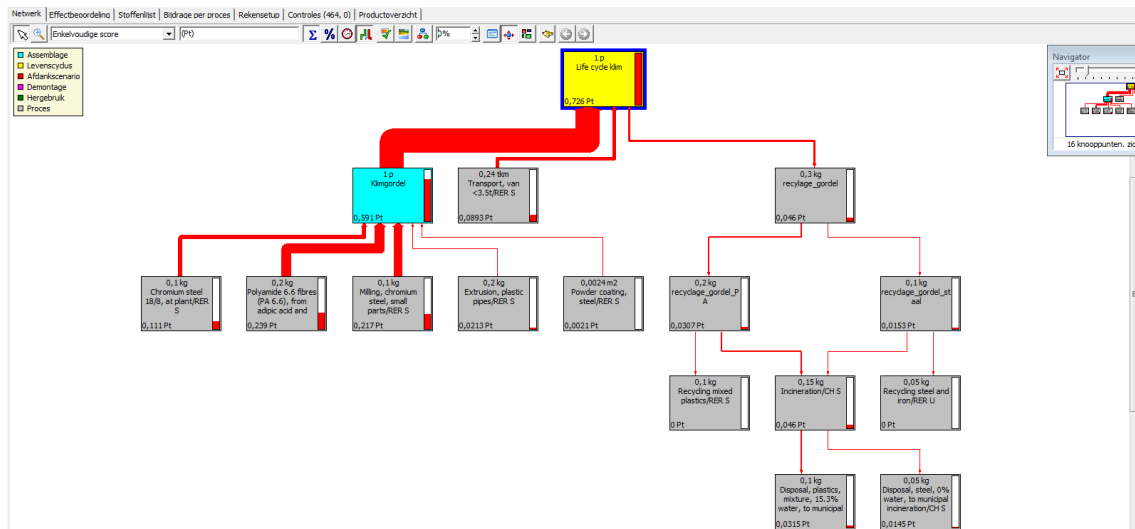 Netwerk Effectbeoordeling Stoffenlijst Bijdrage per proces Rekensetup Controles (464, 0) Productoverzicht
Enkelvoudige score (Pt) Σ % 0%
Assemblage
Levenscyclus
Afdankscenario
Demontage
Hergebruik
Proces
1 p
Life cycle klim
0,726 Pt
Navigator
16 knooppunten. zic
1 p
Klimgordel
0,591 Pt
0,24 tkm
Transport, van
<3.5t/RER S
0,0893 Pt
0,3 kg
recylage_gordel
0,046 Pt
0,1 kg
Chromium steel
18/8, at plant/RER
S
0,111 Pt
0,2 kg
Polyamide 6.6 fibres
(PA 6.6), from
adipic acid and
0,239 Pt
0,1 kg
Milling, chromium
steel, small
parts/RER S
0,217 Pt
0,2 kg
Extrusion, plastic
pipes/RER S
0,0213 Pt
0,0024 m2
Powder coating,
steel/RER S
0,0021 Pt
0,2 kg
recyclage_gordel_P
A
0,0307 Pt
0,1 kg
recyclage_gordel_st
aal
0,0153 Pt
0,1 kg
Recycling mixed
plastics/RER S
0 Pt
0,15 kg
Incineration/CH S
0,046 Pt
0,05 kg
Recycling steel and
iron/RER U
0 Pt
0,1 kg
Disposal, plastics,
mixture, 15.3%
water, to municipal
0,0315 Pt
0,05 kg
Disposal, steel, 0%
water, to municipal
incineration/CH S
0,0145 Pt